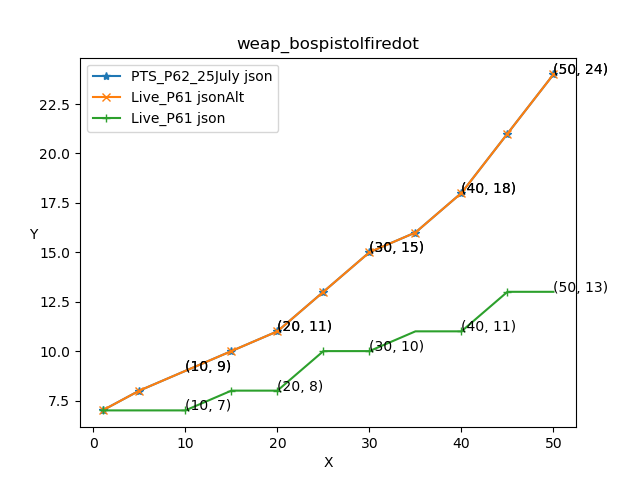 weap_bospistolfiredot
PTS_P62_25July json
Live_P61 jsonAlt
Live_P61 json
(50, 24)
(40, 18)
(30, 15)
(20, 11)
(10, 9)
(50, 13)
(40, 11)
(30, 10)
(20, 8)
(10, 7)
22.5
20.0
17.5
15.0
12.5
10.0
7.5
Y
0 10 20 30 40 50
X